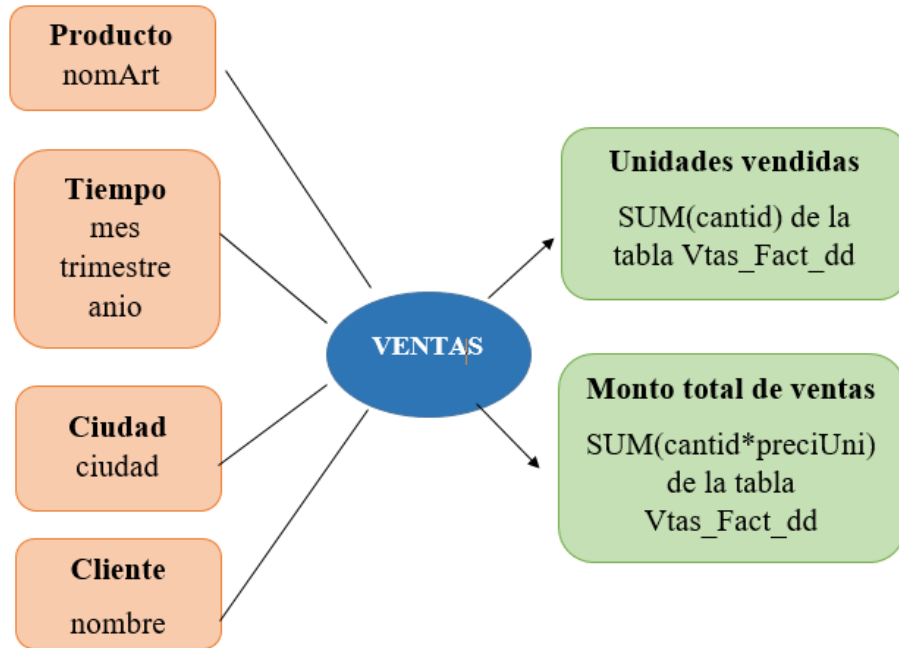 Producto
nomArt
Tiempo
mes
trimestre
anio
Ciudad
ciudad
Cliente
nombre
VENTAS
Unidades vendidas
SUM(cantid) de la
tabla Vtas_Fact_dd
Monto total de ventas
SUM(cantid*preciUni)
de la tabla
Vtas_Fact_dd